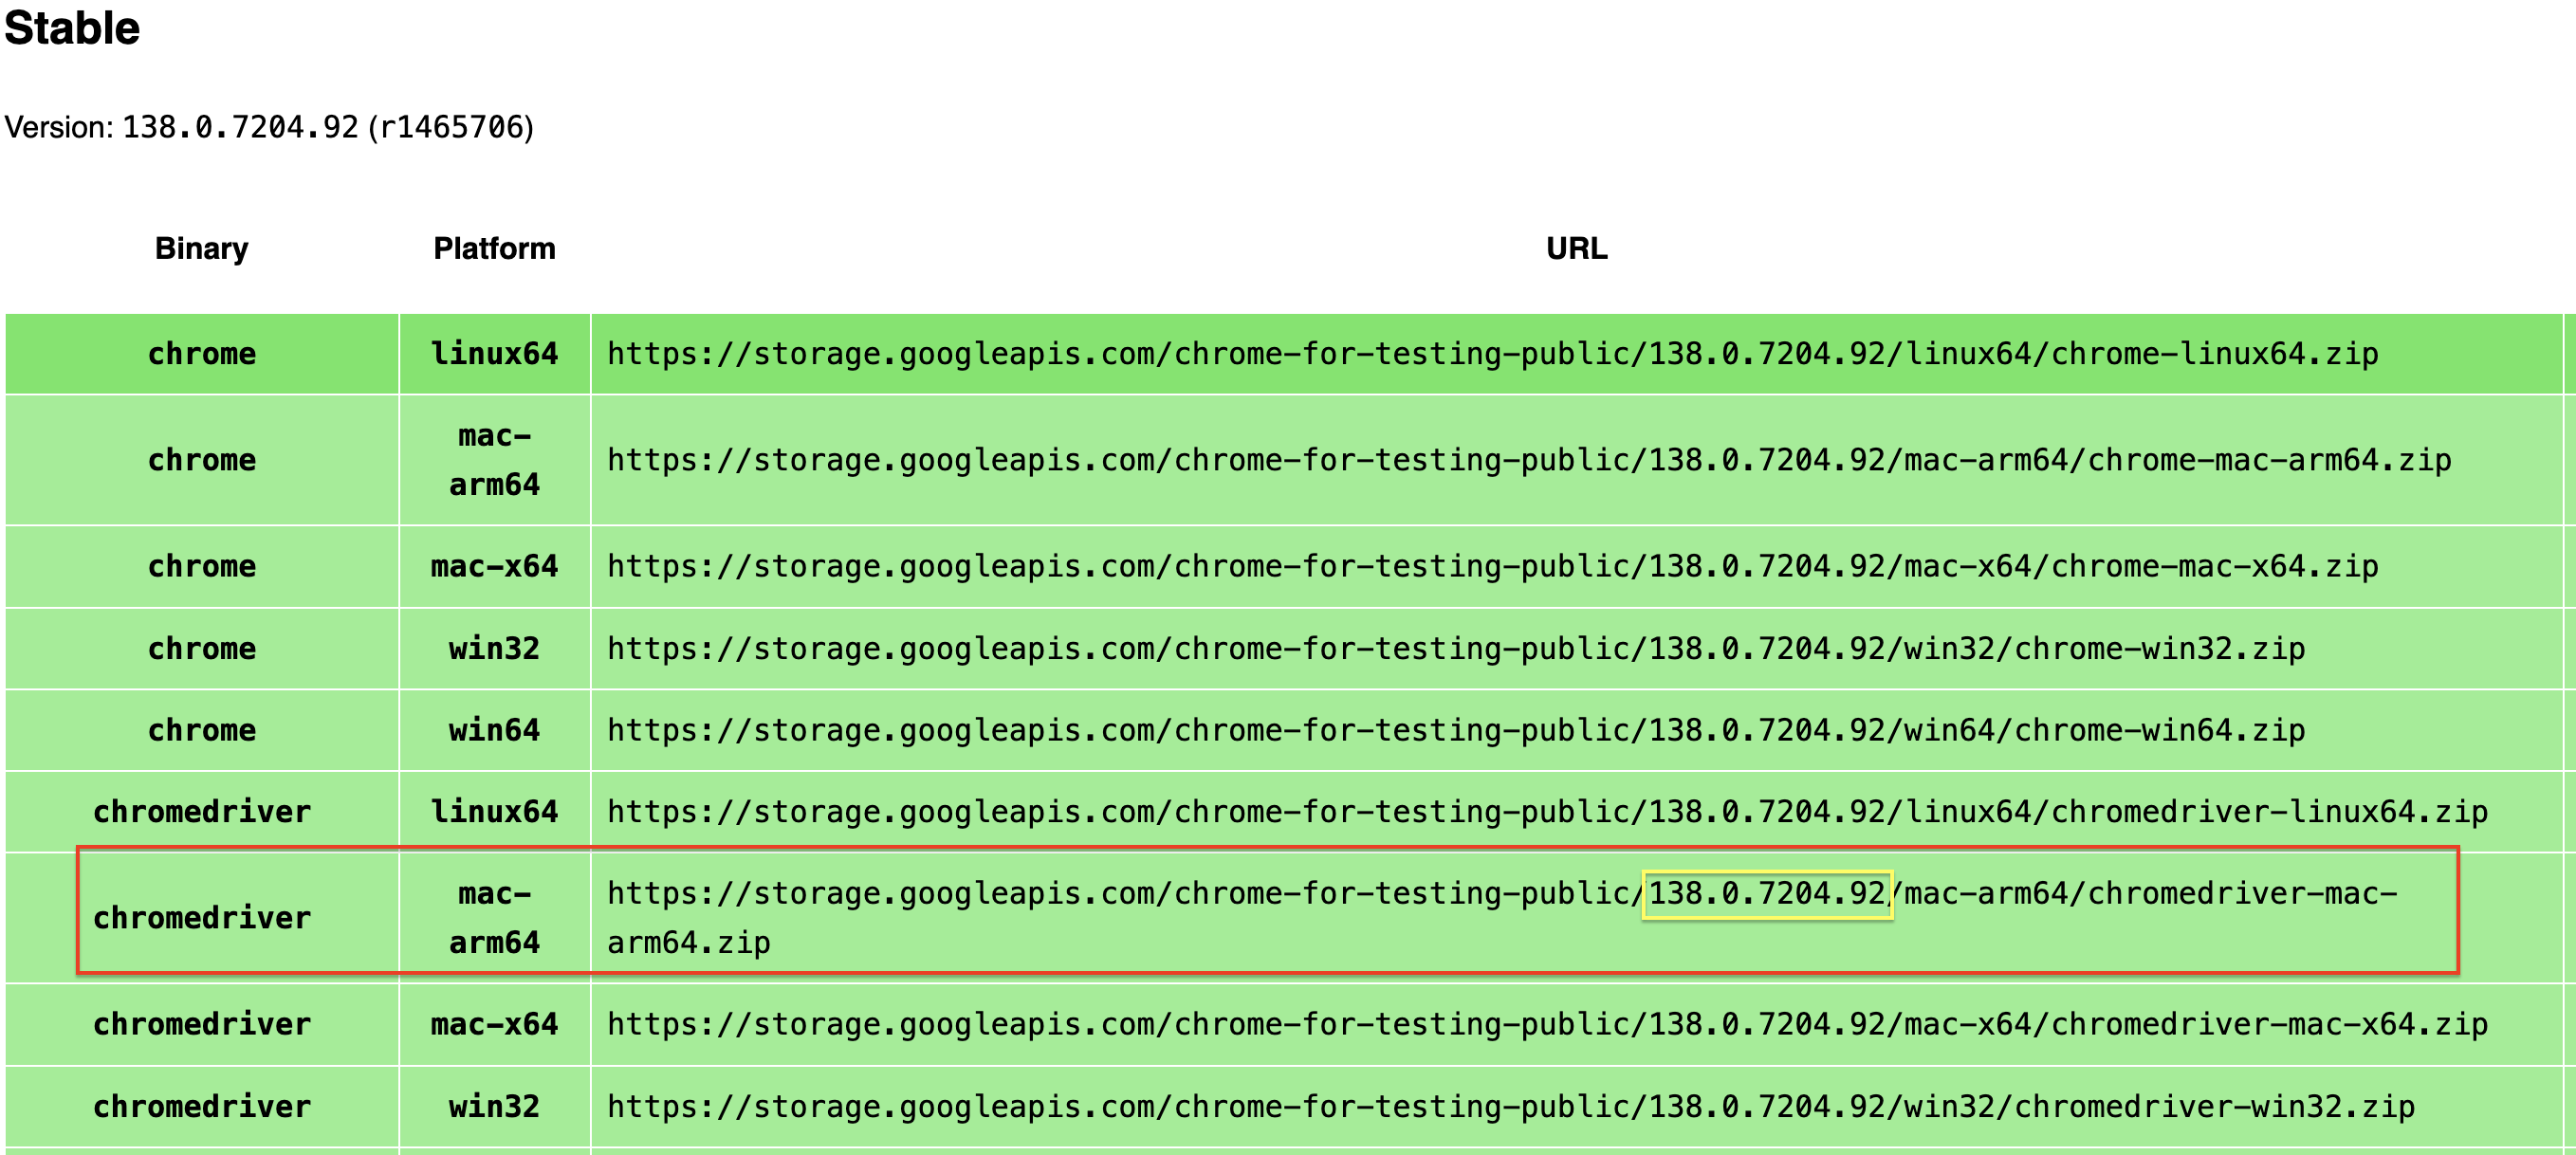 Stable
Version: 138.0.7204.92 (r1465706)
Binary Platform URL
chrome linux64 https://storage.googleapis.com/chrome-for-testing-public/138.0.7204.92/linux64/chrome-linux64.zip
chrome mac-arm64 https://storage.googleapis.com/chrome-for-testing-public/138.0.7204.92/mac-arm64/chrome-mac-arm64.zip
chrome mac-x64 https://storage.googleapis.com/chrome-for-testing-public/138.0.7204.92/mac-x64/chrome-mac-x64.zip
chrome win32 https://storage.googleapis.com/chrome-for-testing-public/138.0.7204.92/win32/chrome-win32.zip
chrome win64 https://storage.googleapis.com/chrome-for-testing-public/138.0.7204.92/win64/chrome-win64.zip
chromedriver linux64 https://storage.googleapis.com/chrome-for-testing-public/138.0.7204.92/linux64/chromedriver-linux64.zip
chromedriver mac-arm64 https://storage.googleapis.com/chrome-for-testing-public/138.0.7204.92/mac-arm64/chromedriver-mac-
arm64.zip
chromedriver mac-x64 https://storage.googleapis.com/chrome-for-testing-public/138.0.7204.92/mac-x64/chromedriver-mac-x64.zip
chromedriver win32 https://storage.googleapis.com/chrome-for-testing-public/138.0.7204.92/win32/chromedriver-win32.zip